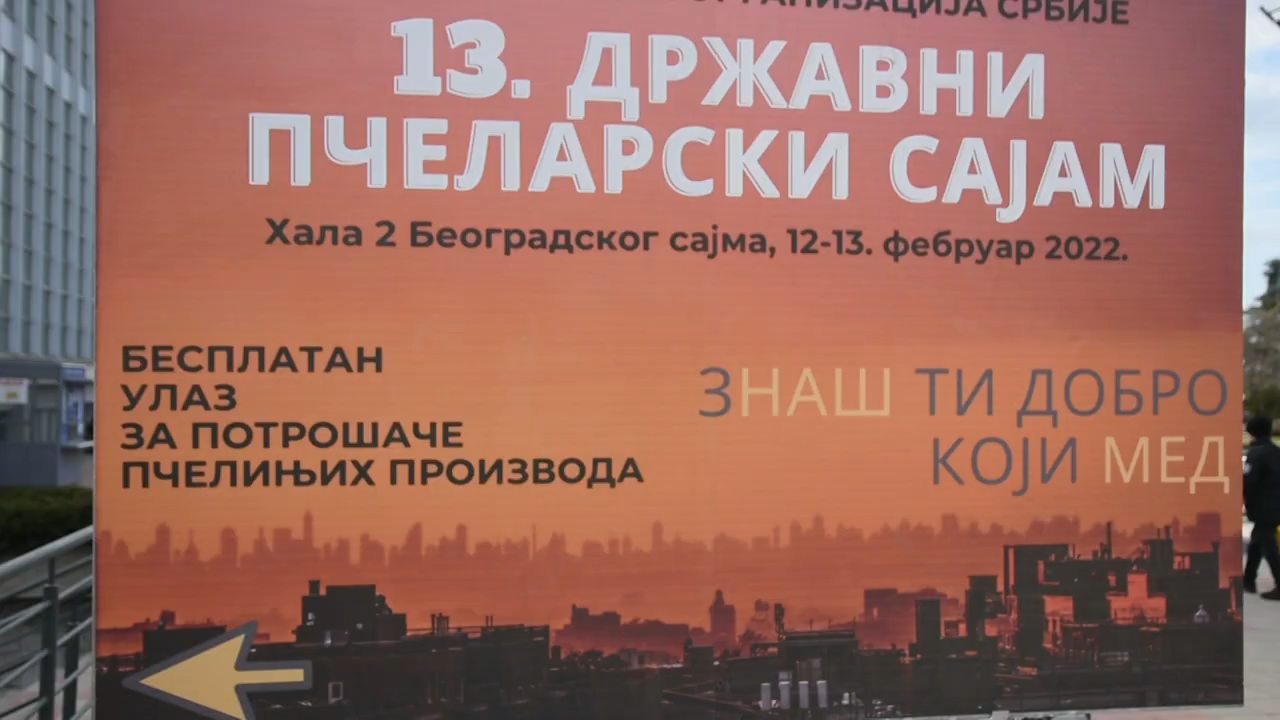 СРБИЈЕ
13. ДРЖАВНИ
ПЧЕЛАРСКИ САЈАМ
Хала 2 Београдског сајма, 12-13. фебруар 2022.
БЕСПЛАТАН
УЛАЗ
ЗА ПОТРОШАЧЕ
ПЧЕЛИЊИХ ПРОИЗВОДА
ЗНАШ ТИ ДОБРО
КОЈИ МЕД